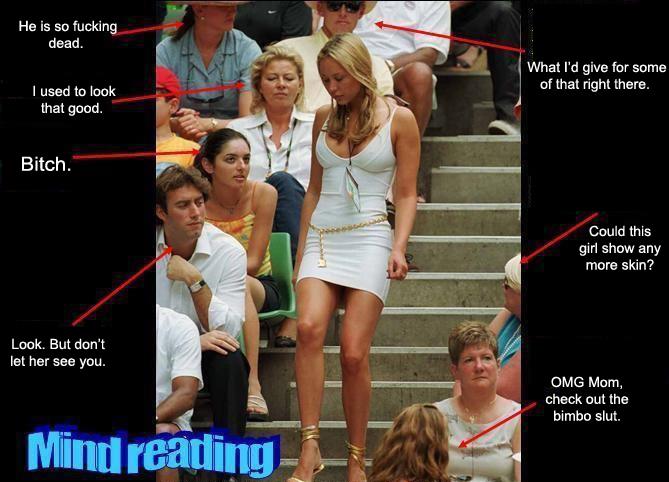 He is so fucking
dead.
I used to look
that good.
Bitch.
Look. But don't
let her see you.
What I'd give for some
of that right there.
Could this
girl show any
more skin?
OMG Mom,
check out the
bimbo slut.
Mind reading